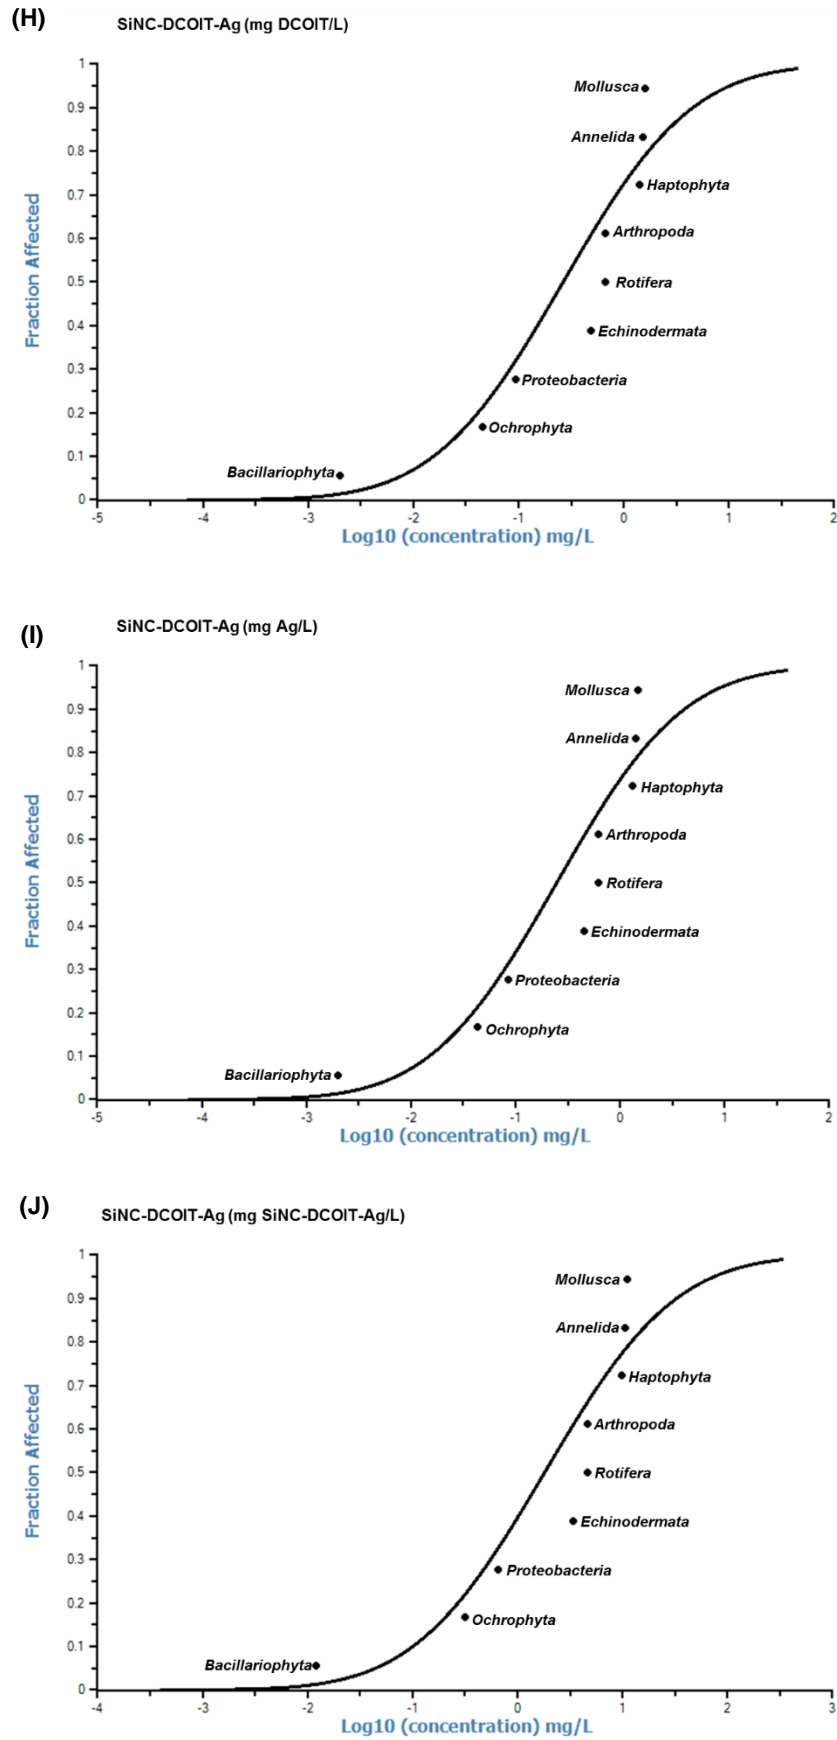 (H)
SiNC-DCOIT-Ag (mg DCOIT/L)
1
0.9
0.8
0.7
0.6
0.5
0.4
0.3
0.2
0.1
0
Fraction Affected
Mollusca
Annelida
Haptophyta
Arthropoda
Rotifera
Echinodermata
Proteobacteria
Ochrophyta
Bacillariophyta
-5 -4 -3 -2 -1 0 1 2
Log10 (concentration) mg/L
(I)
SiNC-DCOIT-Ag (mg Ag/L)
1
0.9
0.8
0.7
0.6
0.5
0.4
0.3
0.2
0.1
0
Fraction Affected
Mollusca
Annelida
Haptophyta
Arthropoda
Rotifera
Echinodermata
Proteobacteria
Ochrophyta
Bacillariophyta
-5 -4 -3 -2 -1 0 1 2
Log10 (concentration) mg/L
(J)
SiNC-DCOIT-Ag (mg SiNC-DCOIT-Ag/L)
1
0.9
0.8
0.7
0.6
0.5
0.4
0.3
0.2
0.1
0
Fraction Affected
Mollusca
Annelida
Haptophyta
Arthropoda
Rotifera
Echinodermata
Proteobacteria
Ochrophyta
Bacillariophyta
-4 -3 -2 -1 0 1 2 3
Log10 (concentration) mg/L